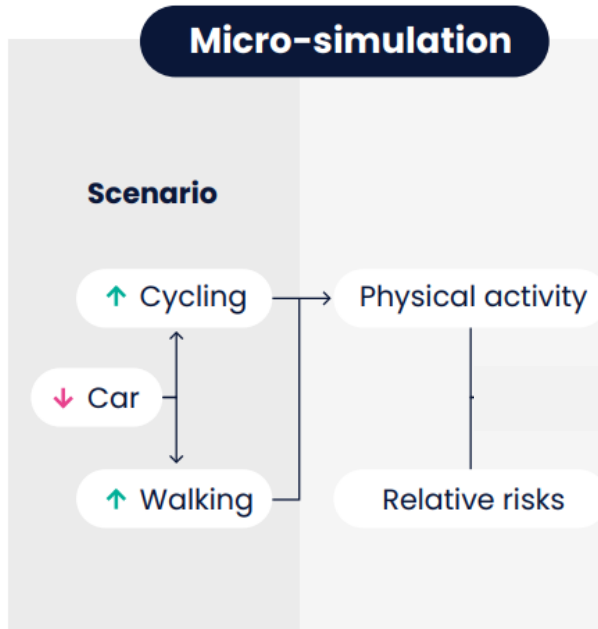 Micro-simulation
Scenario
↑ Cycling
Physical activity
↓ Car
↑ Walking
Relative risks